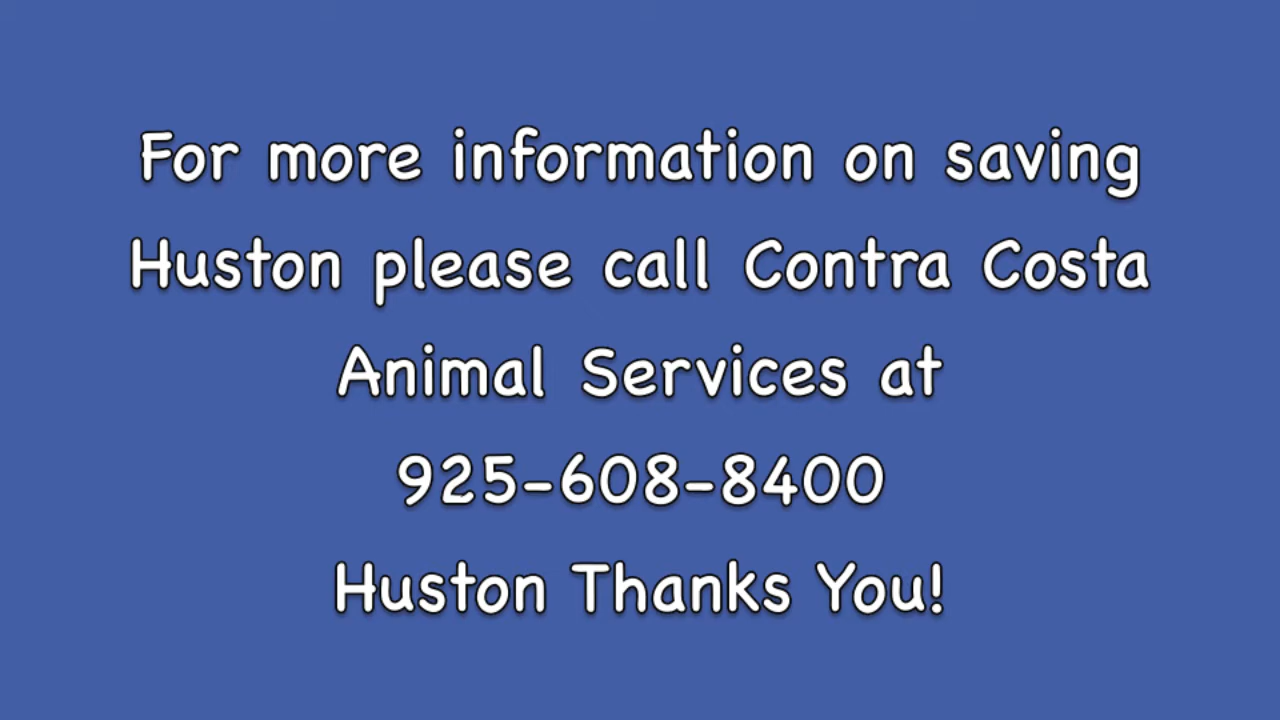 For more information on saving
Huston please call Contra Costa
Animal Services at
925-608-8400
Huston Thanks You!